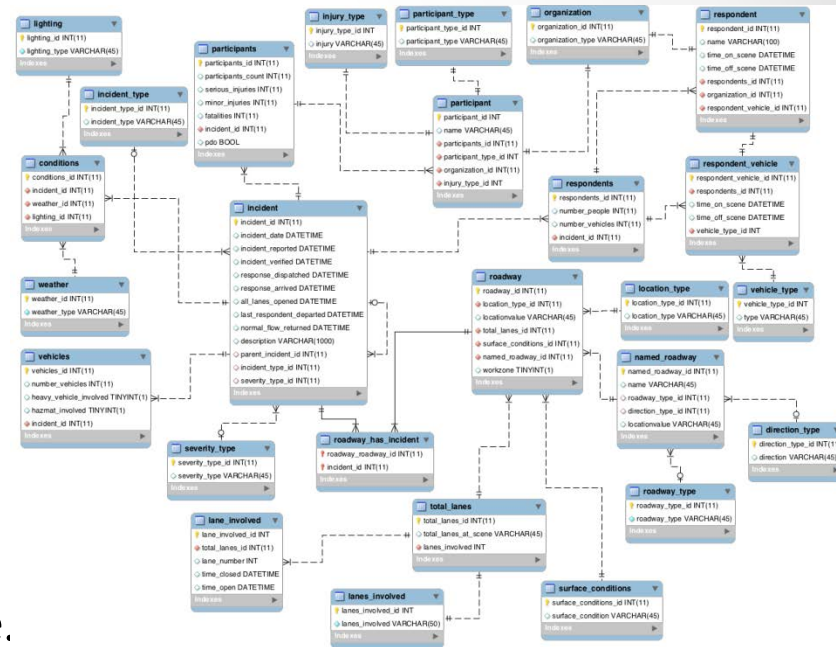 lighting
lighting_id INT(11)
lighting_type VARCHAR(45)
Indexes
incident_type
incident_type_id INT(11)
incident_type VARCHAR(45)
Indexes
conditions
conditions_id INT(11)
incident_id INT(11)
weather_id INT(11)
lighting_id INT(11)
Indexes
weather
weather_id INT(11)
weather_type VARCHAR(45)
Indexes
vehicles
vehicles_id INT(11)
number_vehicles INT(11)
heavy_vehicle_involved TINYINT(1)
hazmat_involved TINYINT(1)
incident_id INT(11)
Indexes
participants
participants_id INT(11)
participants_count INT(11)
serious_injuries INT(11)
minor_injuries INT(11)
fatalities INT(11)
incident_id INT(11)
pdo BOOL
Indexes
incident
incident_id INT(11)
incident_date DATETIME
incident_reported DATETIME
incident_verified DATETIME
response_dispatched DATETIME
response_arrived DATETIME
all_lanes_opened DATETIME
last_respondent_departed DATETIME
normal_flow_returned DATETIME
description VARCHAR(1000)
parent_incident_id INT(11)
incident_type_id INT(11)
severity_type_id INT(11)
Indexes
severity_type
severity_type_id INT(11)
severity_type VARCHAR(45)
Indexes
roadway_has_incident
roadway_roadway_id INT(11)
incident_id INT(11)
Indexes
lane_involved
lane_involved_id INT
total_lanes_id INT(11)
lane_number INT
time_closed DATETIME
time_open DATETIME
Indexes
lanes_involved
lanes_involved_id INT
lanes_involved VARCHAR(50)
Indexes
injury_type
injury_type_id INT
injury VARCHAR(45)
Indexes
participant_type
participant_type_id INT
participant_type VARCHAR(45)
Indexes
participant
participant_id INT
name VARCHAR(45)
participants_id INT(11)
participant_type_id INT
organization_id INT(11)
injury_type_id INT
Indexes
organization
organization_id INT(11)
organization_type VARCHAR(45)
Indexes
respondent
respondent_id INT(11)
name VARCHAR(100)
time_on_scene DATETIME
time_off_scene DATETIME
respondents_id INT(11)
organization_id INT(11)
respondent_vehicle_id INT(11)
Indexes
respondents
respondents_id INT(11)
number_people INT(11)
number_vehicles INT(11)
incident_id INT(11)
Indexes
respondent_vehicle
respondent_vehicle_id INT(11)
respondents_id INT(11)
time_on_scene DATETIME
time_off_scene DATETIME
vehicle_type_id INT
Indexes
vehicle_type
vehicle_type_id INT
type VARCHAR(45)
Indexes
roadway
roadway_id INT(11)
location_type_id INT(11)
locationvalue VARCHAR(45)
total_lanes_id INT(11)
surface_conditions_id INT(11)
named_roadway_id INT(11)
workzone TINYINT(1)
Indexes
location_type
location_type_id INT(11)
location_type VARCHAR(45)
Indexes
named_roadway
named_roadway_id INT(11)
name VARCHAR(45)
roadway_type_id INT(11)
direction_type_id INT(11)
locationvalue VARCHAR(45)
Indexes
direction_type
direction_type_id INT(11)
direction VARCHAR(45)
Indexes
roadway_type
roadway_type_id INT(11)
roadway_type VARCHAR(45)
Indexes
total_lanes
total_lanes_id INT(11)
total_lanes_at_scene VARCHAR(45)
lanes_involved INT
Indexes
surface_conditions
surface_conditions_id INT(11)
surface_condition VARCHAR(45)
Indexes